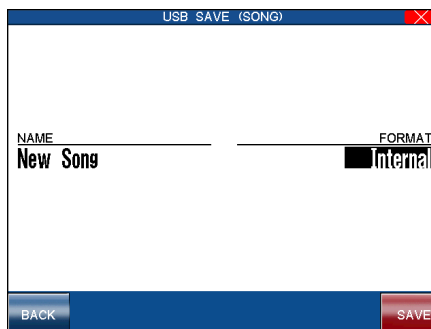 USB SAVE (SONG)
NAME FORMAT
New Song Internal
BACK SAVE